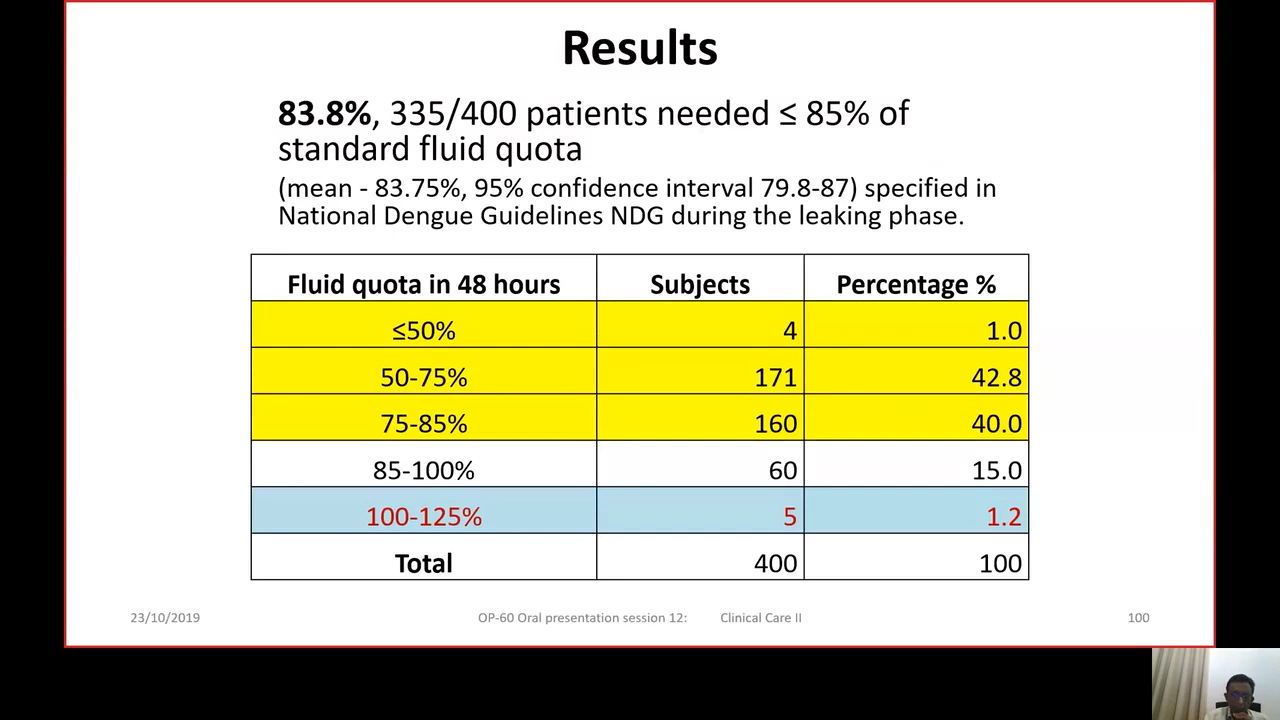 Results
83.8%, 335/400 patients needed ≤ 85% of
standard fluid quota
(mean - 83.75%, 95% confidence interval 79.8-87) specified in
National Dengue Guidelines NDG during the leaking phase.
Fluid quota in 48 hours Subjects Percentage %
≤50% 4 1.0
50-75% 171 42.8
75-85% 160 40.0
85-100% 60 15.0
100-125% 5 1.2
Total 400 100
23/10/2019 OP-60 Oral presentation session 12: Clinical Care II 100